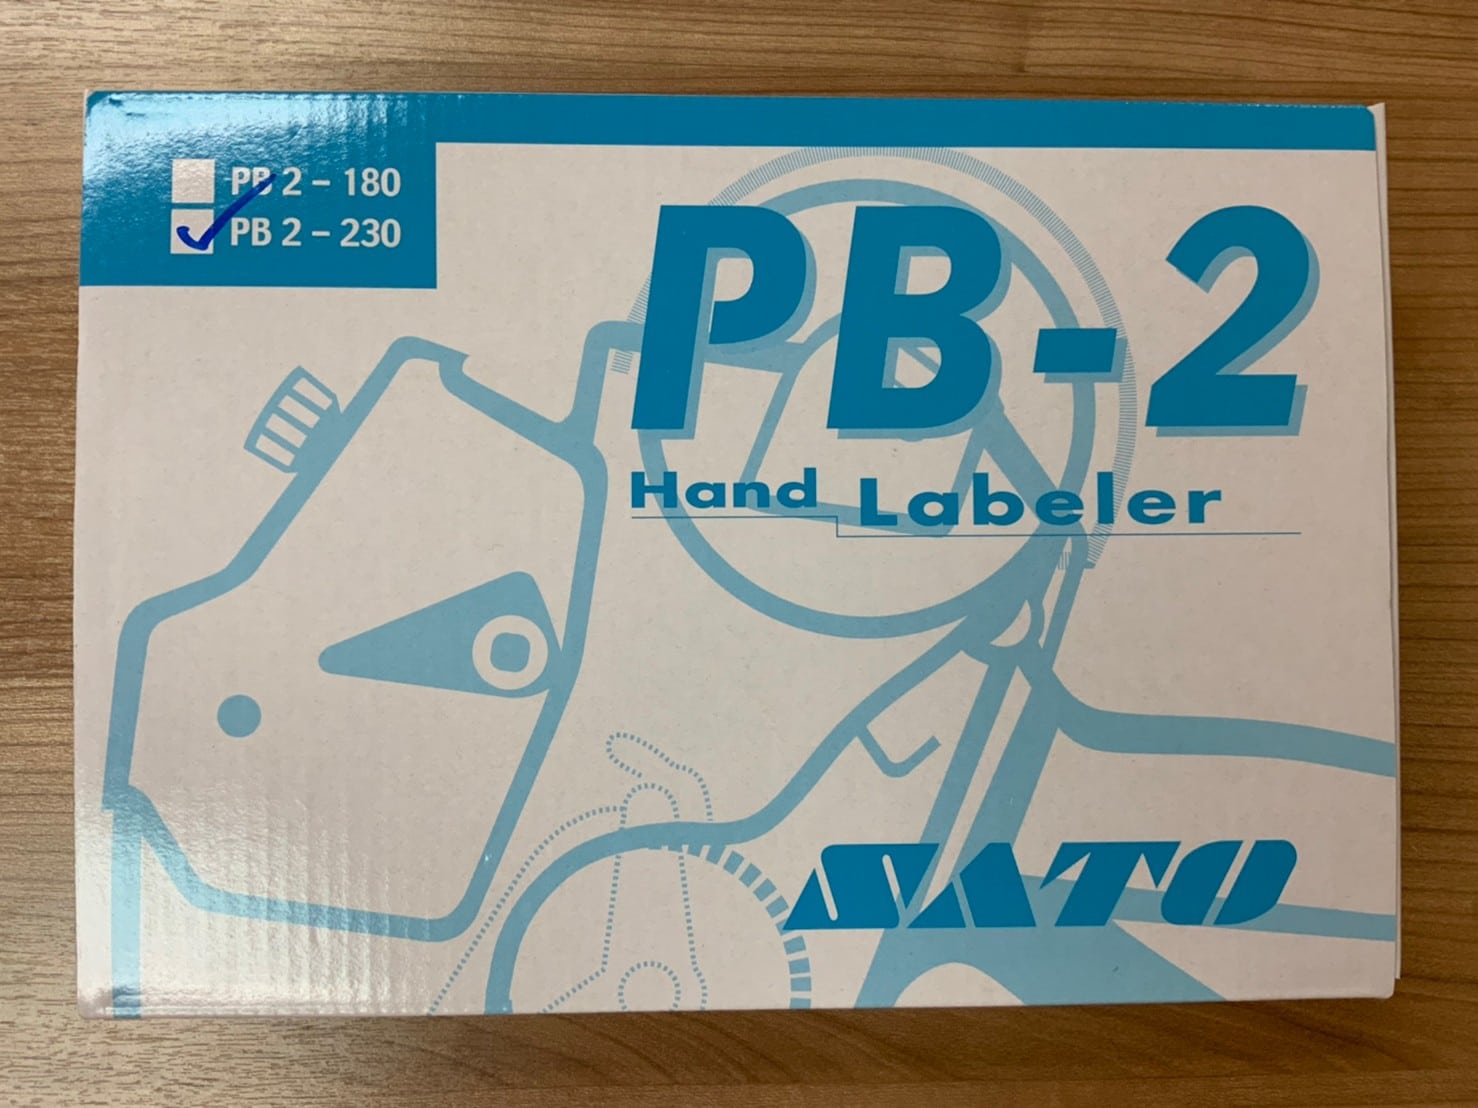 PB 2 – 180
PB 2 – 230
PB-2
Hand Labeler
SATO